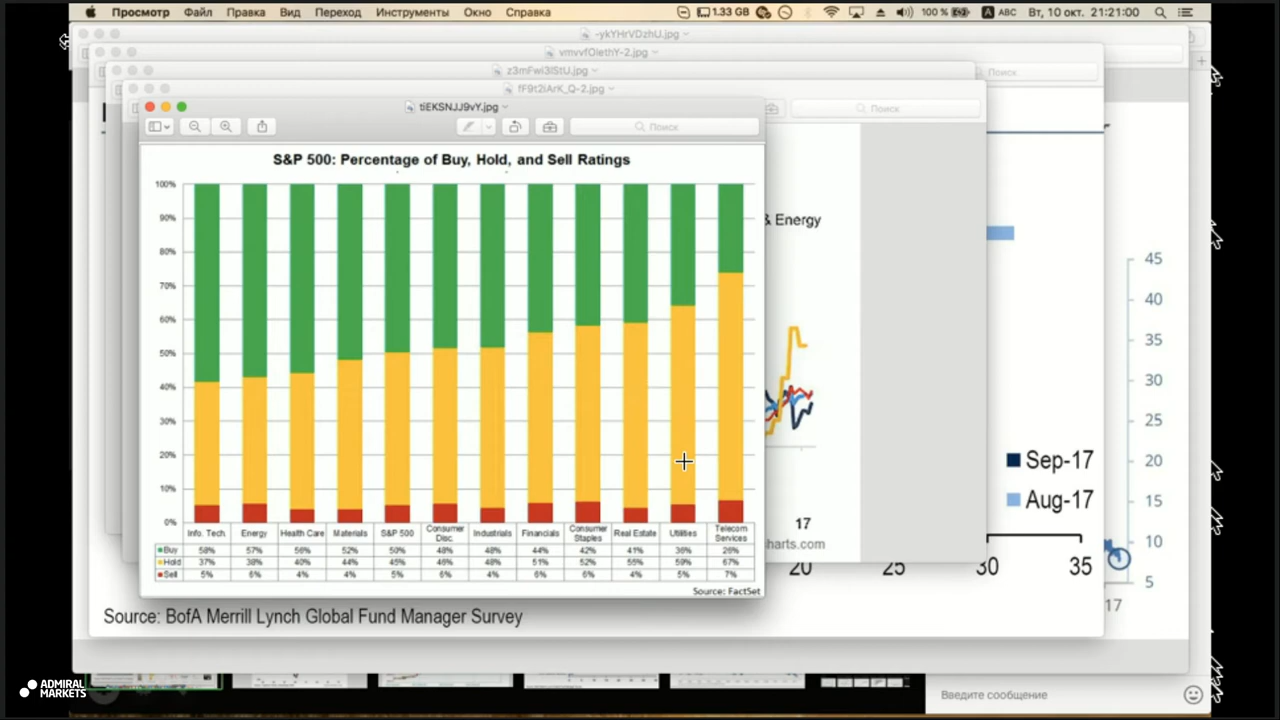 Просмотр Файл Правка Вид Переход Инструменты Окно Справка 1.33 GB 100 % A ABC Вт, 10 окт. 21:21:00
-ykYHrVDzhU.jpg
vmvvfOlethY-2.jpg
z3mFwi3lStU.jpg
Поиск
fF9t2iArK_Q-2.jpg
tiEKSNJJ9vY.jpg
Поиск
Поиск
S&P 500: Percentage of Buy, Hold, and Sell Ratings
100%
90%
80%
70%
60%
50%
40%
30%
20%
10%
0%
Info. Tech. Energy Health Care Materials S&P 500 Consumer Disc. Industrials Financials Consumer Staples Real Estate Utilities Telecom Services
Buy 58% 57% 56% 52% 50% 48% 48% 44% 42% 41% 36% 26%
Hold 37% 38% 40% 44% 45% 46% 48% 51% 52% 55% 59% 67%
Sell 5% 6% 4% 4% 5% 6% 4% 6% 6% 4% 5% 7%
Source: FactSet
& Energy
17
harts.com
45
40
35
30
25
20
15
10
5
17
Sep-17
Aug-17
20 25 30 35
Source: BofA Merrill Lynch Global Fund Manager Survey
ADMIRAL
MARKETS
Введите сообщение